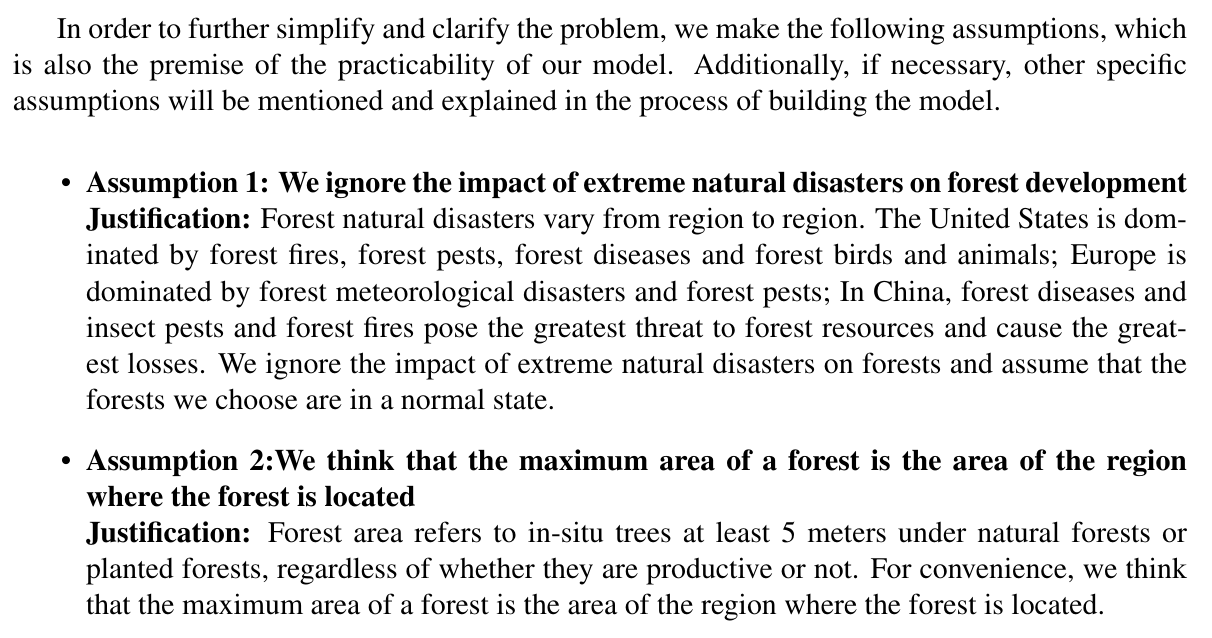 In order to further simplify and clarify the problem, we make the following assumptions, which
is also the premise of the practicability of our model. Additionally, if necessary, other specific
assumptions will be mentioned and explained in the process of building the model.
• Assumption 1: We ignore the impact of extreme natural disasters on forest development
Justification: Forest natural disasters vary from region to region. The United States is dom-
inated by forest fires, forest pests, forest diseases and forest birds and animals; Europe is
dominated by forest meteorological disasters and forest pests; In China, forest diseases and
insect pests and forest fires pose the greatest threat to forest resources and cause the great-
est losses. We ignore the impact of extreme natural disasters on forests and assume that the
forests we choose are in a normal state.
• Assumption 2:We think that the maximum area of a forest is the area of the region
where the forest is located
Justification: Forest area refers to in-situ trees at least 5 meters under natural forests or
planted forests, regardless of whether they are productive or not. For convenience, we think
that the maximum area of a forest is the area of the region where the forest is located.